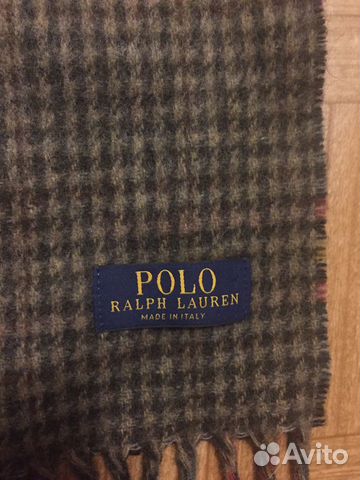 POLO
RALPH LAUREN
MADE IN ITALY
Avito